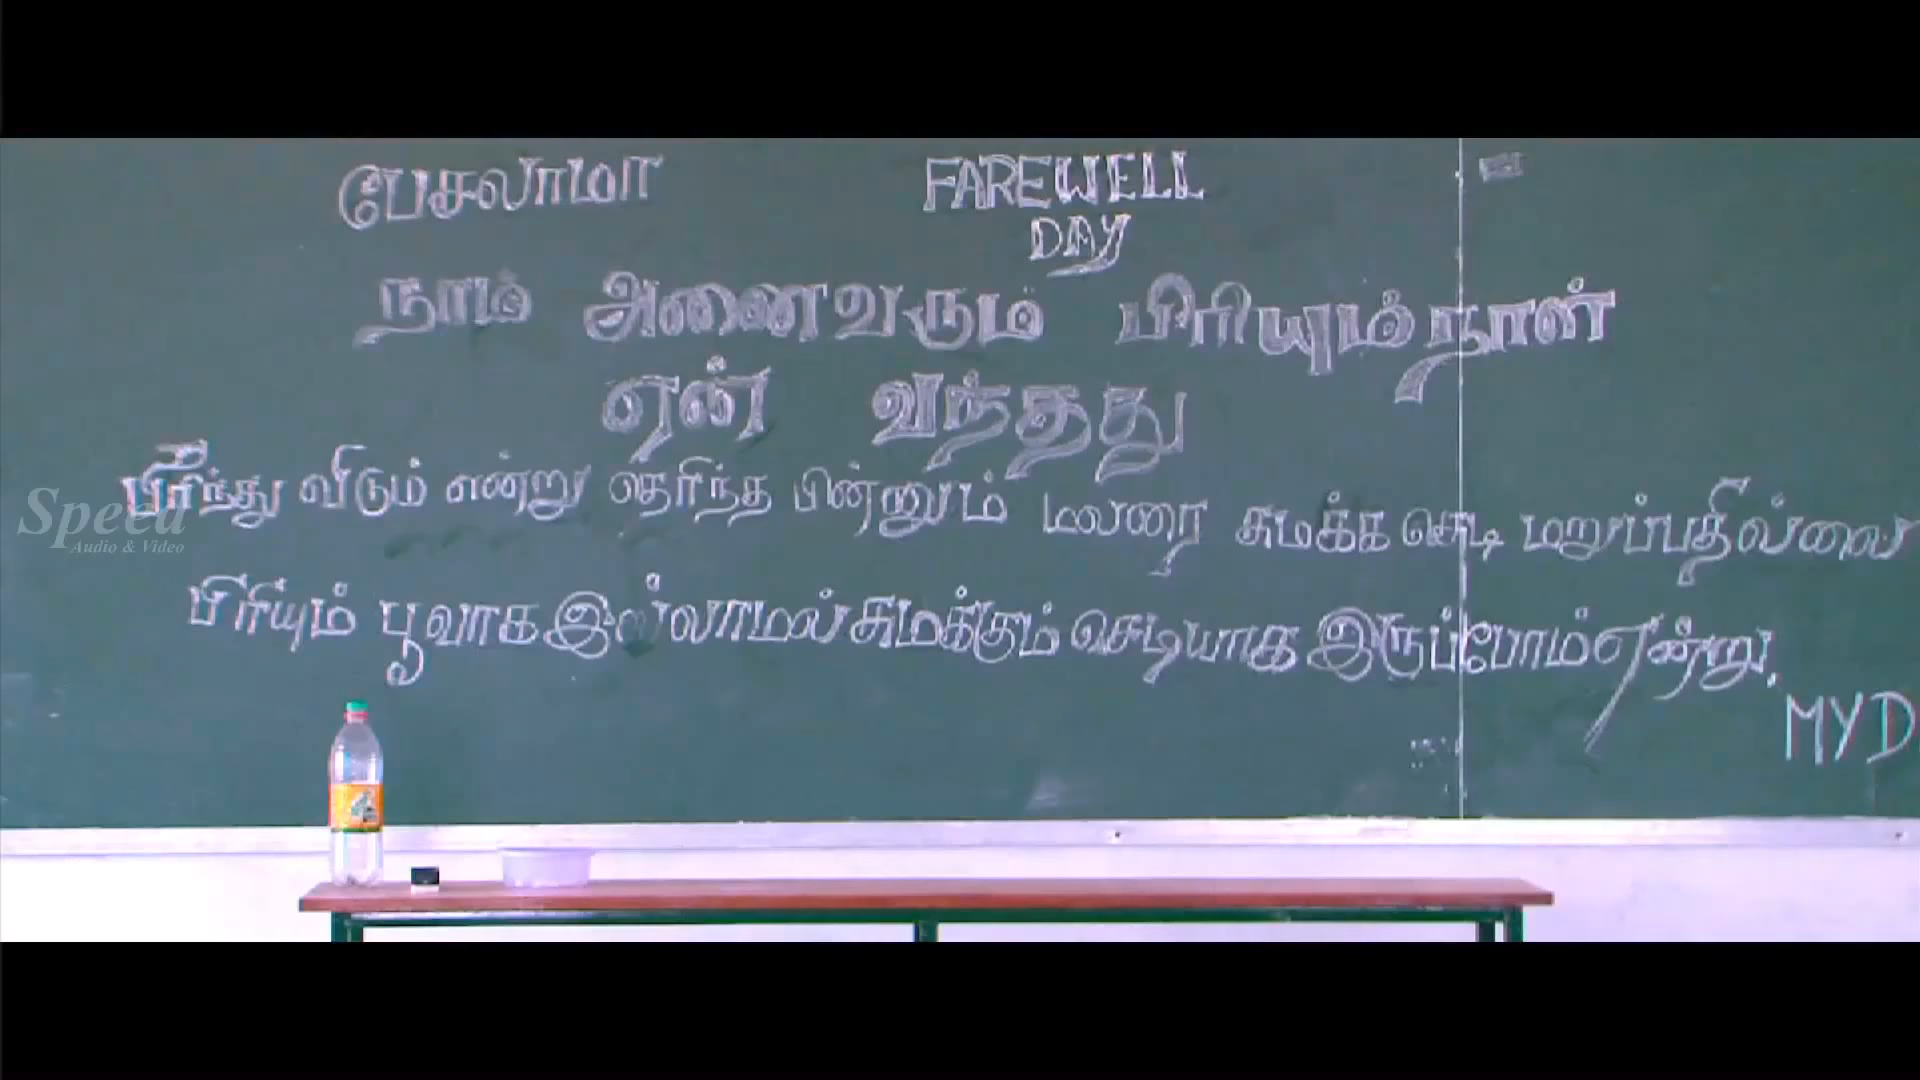 பேசலாமா FAREWELL
DAY
நாம் அனைவரும் பிரியும் நாள்
ஏன் வந்தது
பிரிந்து விடும் என்று தெரிந்த பின்னும் மலரை சுமக்க செடி மறுப்பதில்லை
பிரியும் பூவாக இல்லாமல் சுமக்கும் செடியாக இருப்போம் ஏன்று.
MYD
Speed
Audio & Video